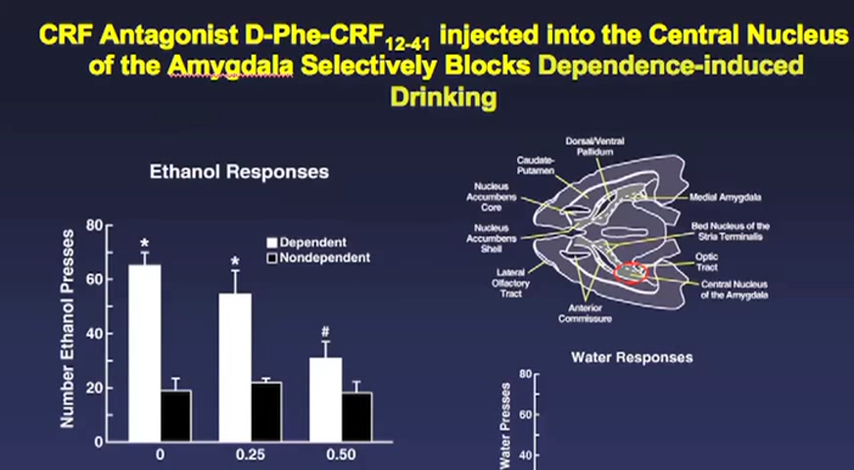 CRF Antagonist D-Phe-CRF12-41 injected into the Central Nucleus
of the Amygdala Selectively Blocks Dependence-induced
Drinking
Ethanol Responses
Number Ethanol Presses
80
60
40
20
0
*
*
#
Dependent
Nondependent
0
0.25
0.50
Dorsal/Ventral
Pallidum
Caudate-
Putamen
Nucleus
Accumbens
Core
Nucleus
Accumbens
Shell
Lateral
Olfactory
Tract
Anterior
Commissure
Medial Amygdala
Bed Nucleus of the
Stria Terminalis
Optic
Tract
Central Nucleus
of the Amygdala
Water Responses
Water Presses
80
60
40